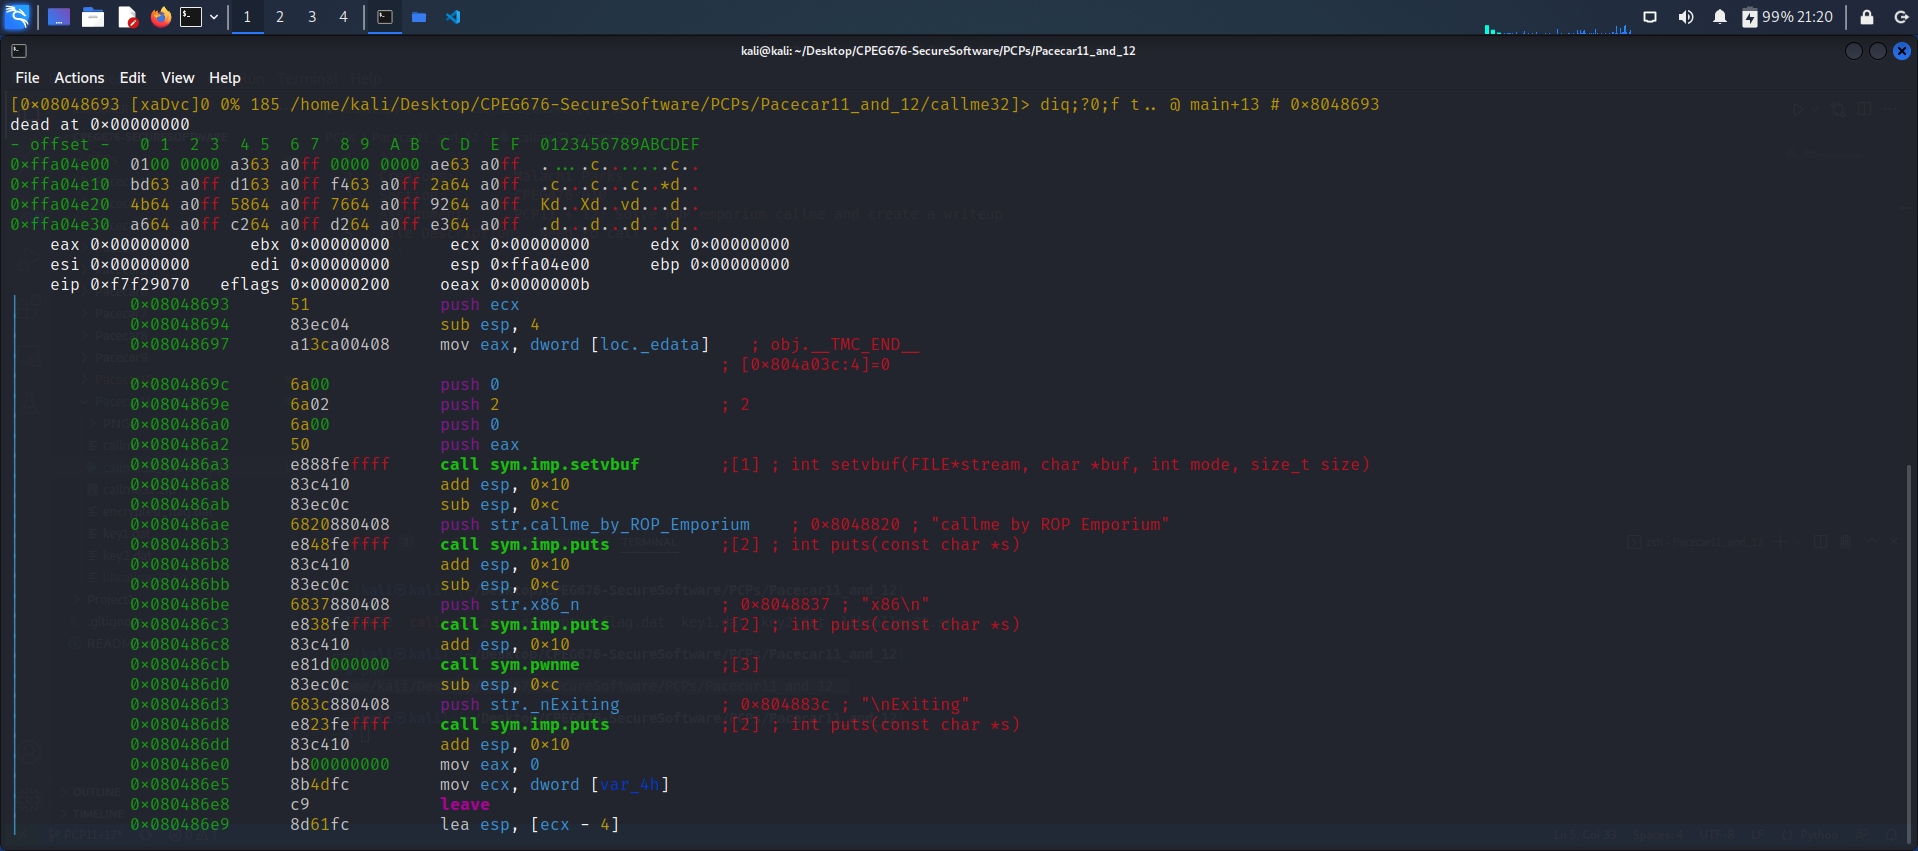 1 2 3 4 99% 21:20
kali@kali: ~/Desktop/CPEG676-SecureSoftware/PCPs/Pacecar11_and_12
File Actions Edit View Help
[0×08048693 [xaDvc]0 0% 185 /home/kali/Desktop/CPEG676-SecureSoftware/PCPs/Pacecar11_and_12/callme32]> diq;?0;f t.. @ main+13 # 0×8048693
dead at 0×00000000
- offset - 0 1 2 3 4 5 6 7 8 9 A B C D E F 0123456789ABCDEF
0×ffa04e00 0100 0000 a363 a0ff 0000 0000 ae63 a0ff .....c.......c..
0×ffa04e10 bd63 a0ff d163 a0ff f463 a0ff 2a64 a0ff .c...c...c..*d..
0×ffa04e20 4b64 a0ff 5864 a0ff 7664 a0ff 9264 a0ff Kd..Xd..vd...d..
0×ffa04e30 a664 a0ff c264 a0ff d264 a0ff e364 a0ff .d...d...d...d..
eax 0×00000000 ebx 0×00000000 ecx 0×00000000 edx 0×00000000
esi 0×00000000 edi 0×00000000 esp 0×ffa04e00 ebp 0×00000000
eip 0×f7f29070 eflags 0×00000200 oeax 0×0000000b
0×08048693 51 push ecx
0×08048694 83ec04 sub esp, 4
0×08048697 a13ca00408 mov eax, dword [loc._edata] ; obj.__TMC_END__
; [0×804a03c:4]=0
0×0804869c 6a00 push 0
0×0804869e 6a02 push 2 ; 2
0×080486a0 6a00 push 0
0×080486a2 50 push eax
0×080486a3 e888feffff call sym.imp.setvbuf ;[1] ; int setvbuf(FILE*stream, char *buf, int mode, size_t size)
0×080486a8 83c410 add esp, 0×10
0×080486ab 83ec0c sub esp, 0×c
0×080486ae 6820880408 push str.callme_by_ROP_Emporium ; 0×8048820 ; "callme by ROP Emporium"
0×080486b3 e848feffff call sym.imp.puts ;[2] ; int puts(const char *s)
0×080486b8 83c410 add esp, 0×10
0×080486bb 83ec0c sub esp, 0×c
0×080486be 6837880408 push str.x86_n ; 0×8048837 ; "x86\n"
0×080486c3 e838feffff call sym.imp.puts ;[2] ; int puts(const char *s)
0×080486c8 83c410 add esp, 0×10
0×080486cb e81d000000 call sym.pwnme ;[3]
0×080486d0 83ec0c sub esp, 0×c
0×080486d3 683c880408 push str._nExiting ; 0×804883c ; "\nExiting"
0×080486d8 e823feffff call sym.imp.puts ;[2] ; int puts(const char *s)
0×080486dd 83c410 add esp, 0×10
0×080486e0 b800000000 mov eax, 0
0×080486e5 8b4dfc mov ecx, dword [var_4h]
0×080486e8 c9 leave
0×080486e9 8d61fc lea esp, [ecx - 4]